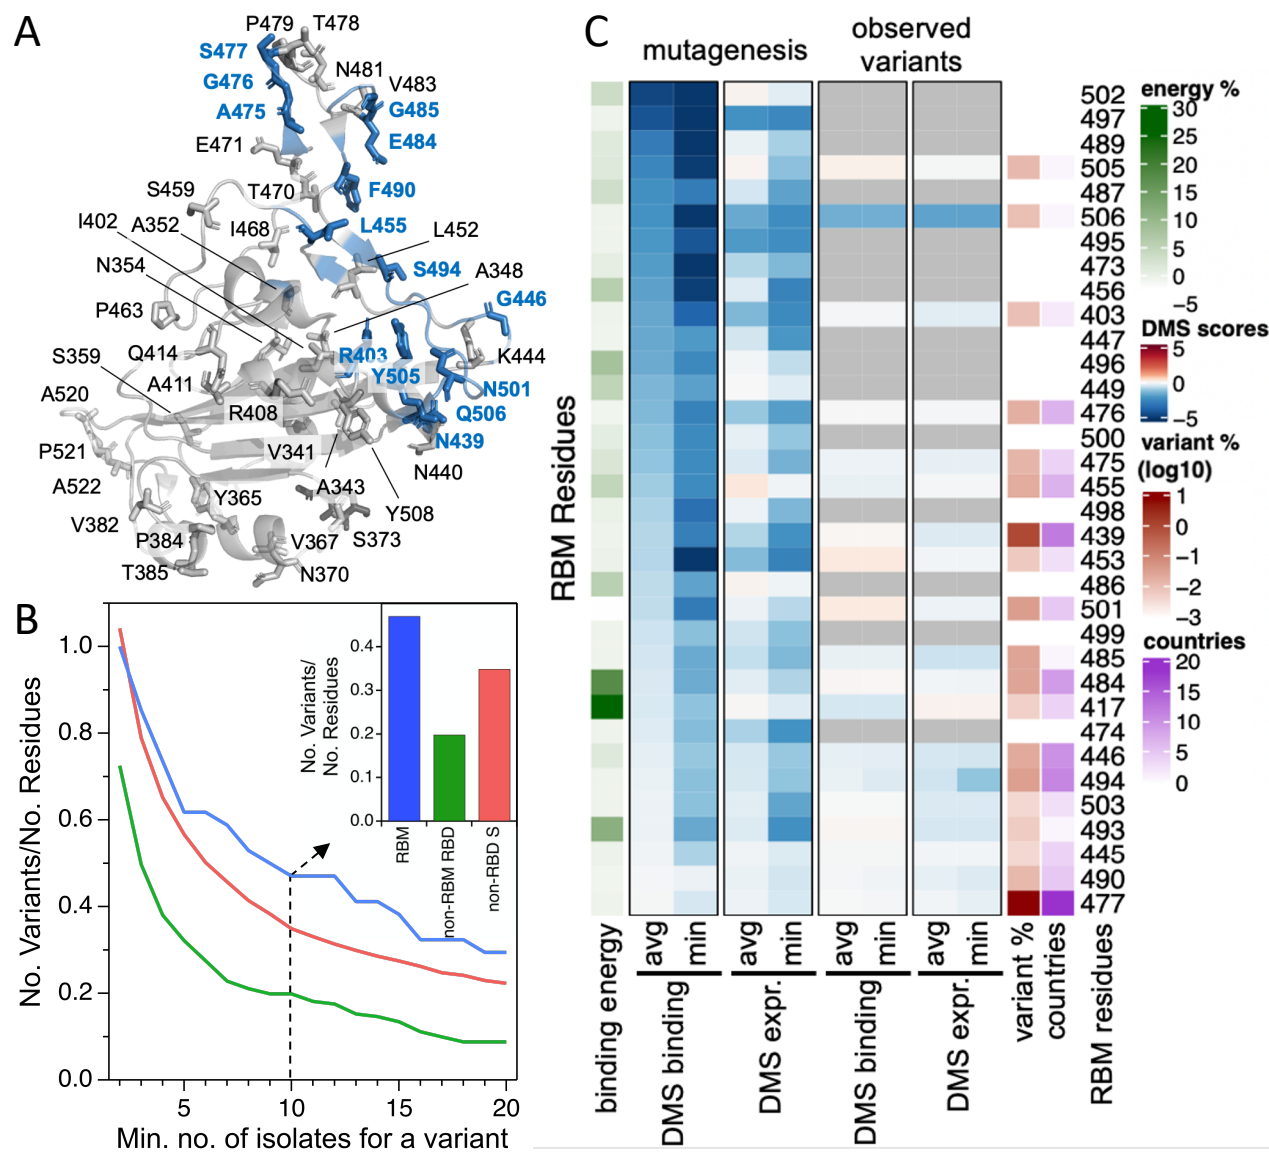 A
P479
T478
S477
G476
N481
V483
A475
G485
E471
E484
S459
T470
F490
I402
A352
I468
L455
L452
N354
S494
A348
G446
P463
S359
Q414
R403
K444
A520
A411
Y505
N501
R408
Q506
P521
V341
N439
N440
A522
Y365
A343
Y508
V382
P384
V367
S373
T385
N370
B
No. Variants/No. Residues
1.0
0.8
0.6
0.4
0.2
0.0
5
10
15
20
Min. no. of isolates for a variant
No. Variants/
No. Residues
0.4
0.3
0.2
0.1
0.0
RBM
non-RBM RBD
non-RBD S
C
mutagenesis
observed
variants
RBM Residues
502
497
489
505
487
506
495
473
456
403
447
496
449
476
500
475
455
498
439
453
486
501
499
485
484
417
474
446
494
503
493
445
490
477
binding energy
avg
min
avg
min
avg
min
avg
min
DMS binding
DMS expr.
DMS binding
DMS expr.
variant %
countries
RBM residues
energy %
30
25
20
15
10
5
0
−5
DMS scores
5
0
−5
variant %
(log10)
1
0
−1
−2
−3
countries
20
15
10
5
0